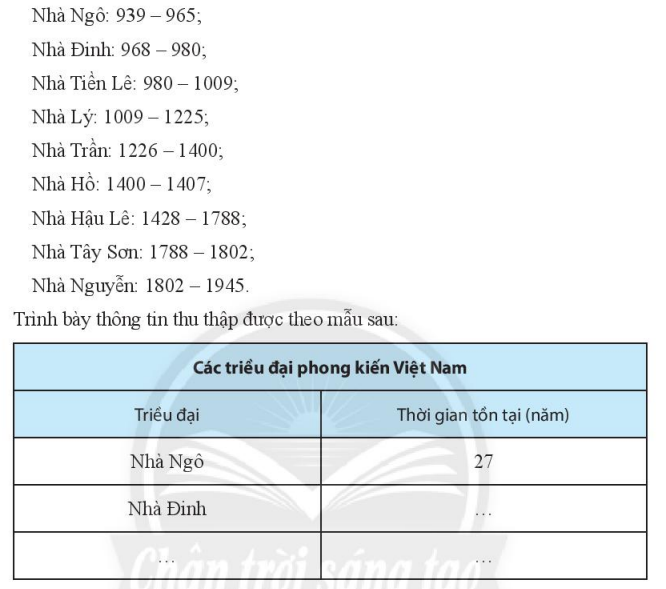 Nhà Ngô: 939 – 965;
Nhà Đinh: 968 – 980;
Nhà Tiền Lê: 980 – 1009;
Nhà Lý: 1009 – 1225;
Nhà Trần: 1226 – 1400;
Nhà Hồ: 1400 – 1407;
Nhà Hậu Lê: 1428 – 1788;
Nhà Tây Sơn: 1788 – 1802;
Nhà Nguyễn: 1802 – 1945.
Trình bày thông tin thu thập được theo mẫu sau:
Các triều đại phong kiến Việt Nam
Triều đại Thời gian tồn tại (năm)
Nhà Ngô 27
Nhà Đinh …
… …
Chân trời sáng tạo